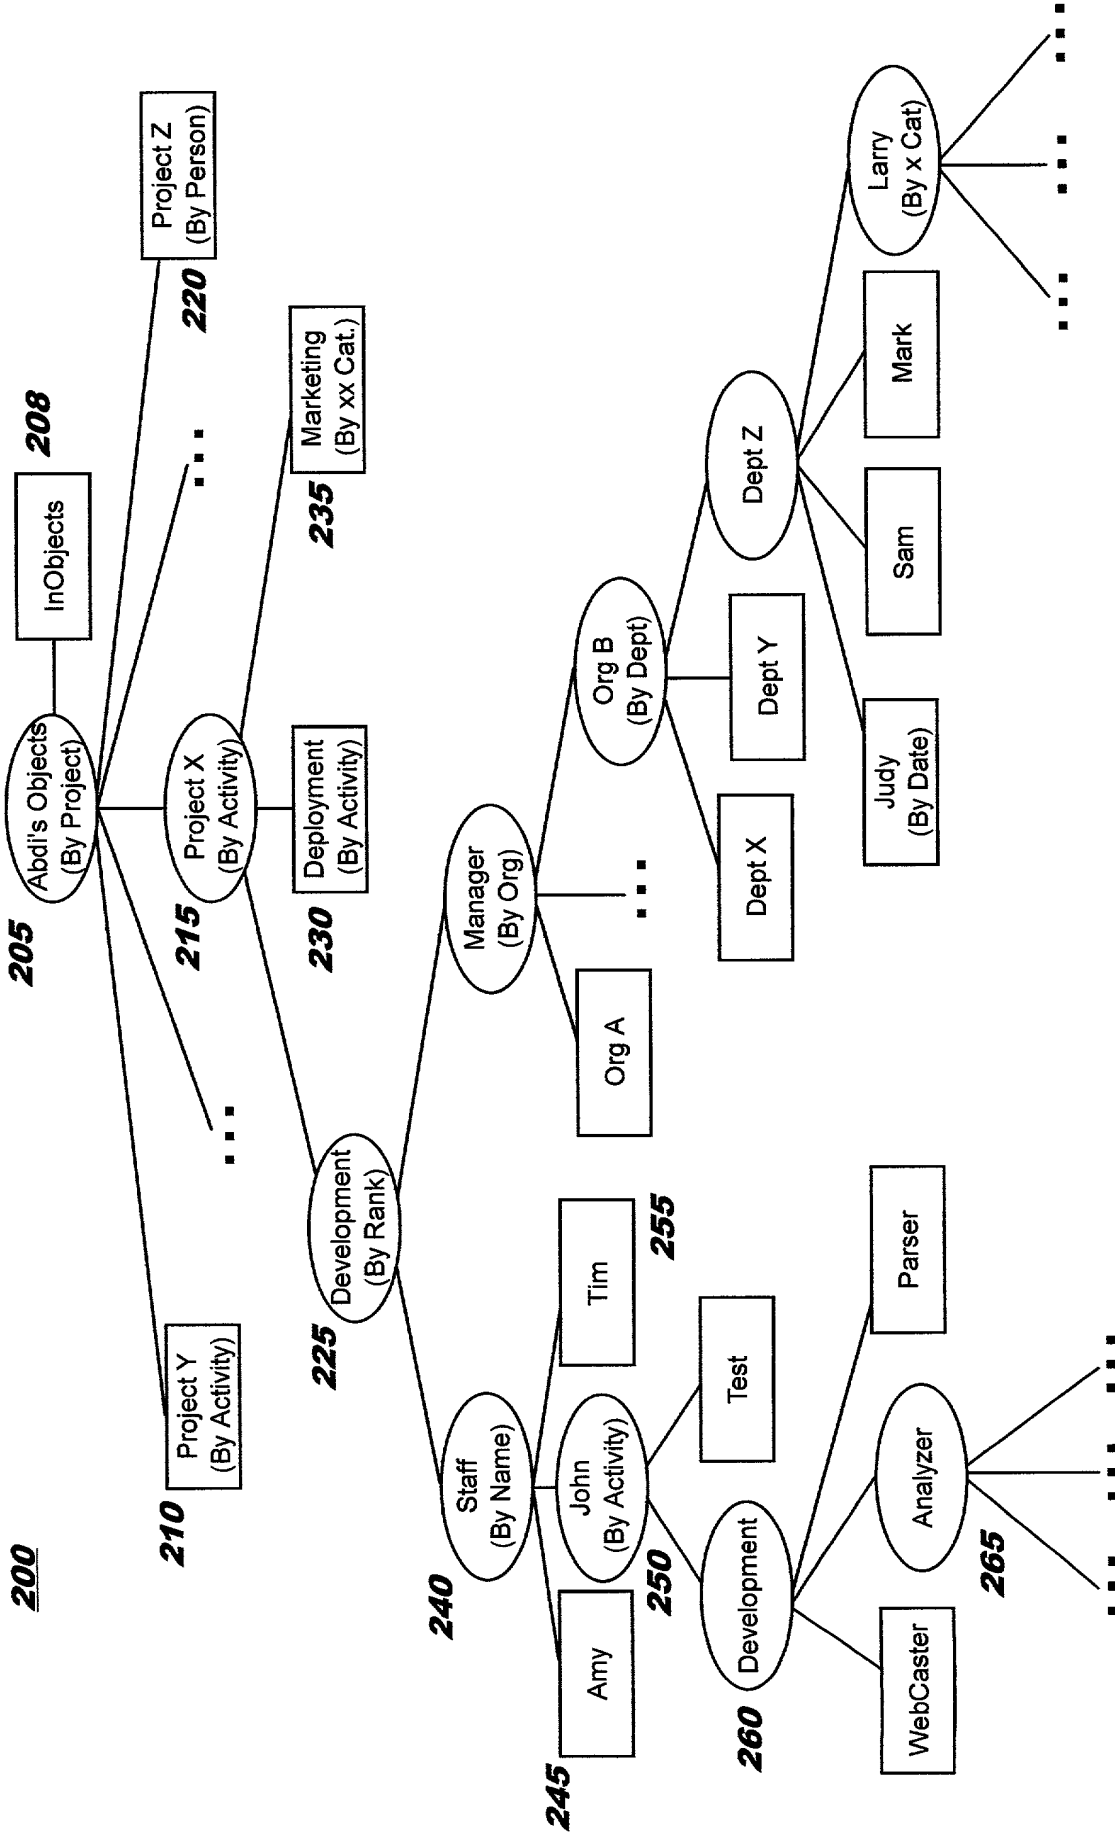 200
205
Abdi's Objects
(By Project)
InObjects
208
210
Project Y
(By Activity)
...
215
Project X
(By Activity)
...
220
Project Z
(By Person)
225
Development
(By Rank)
230
Deployment
(By Activity)
235
Marketing
(By xx Cat.)
240
Staff
(By Name)
Manager
(By Org)
245
Amy
250
John
(By Activity)
Tim
255
Org A
...
Org B
(By Dept)
260
Development
Test
Dept X
Dept Y
Dept Z
WebCaster
265
Analyzer
Parser
Judy
(By Date)
Sam
Mark
Larry
(By x Cat)
...
...
...
...
...
...